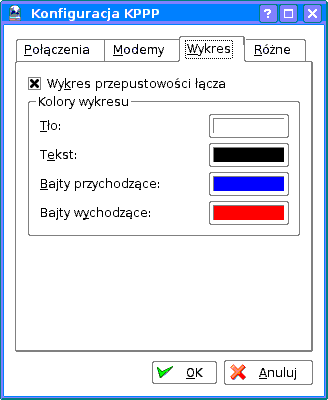 Konfiguracja KPPP
Połączenia Modemy Wykres Różne
Wykres przepustowości łącza
Kolory wykresu
Tło:
Tekst:
Bajty przychodzące:
Bajty wychodzące:
OK Anuluj